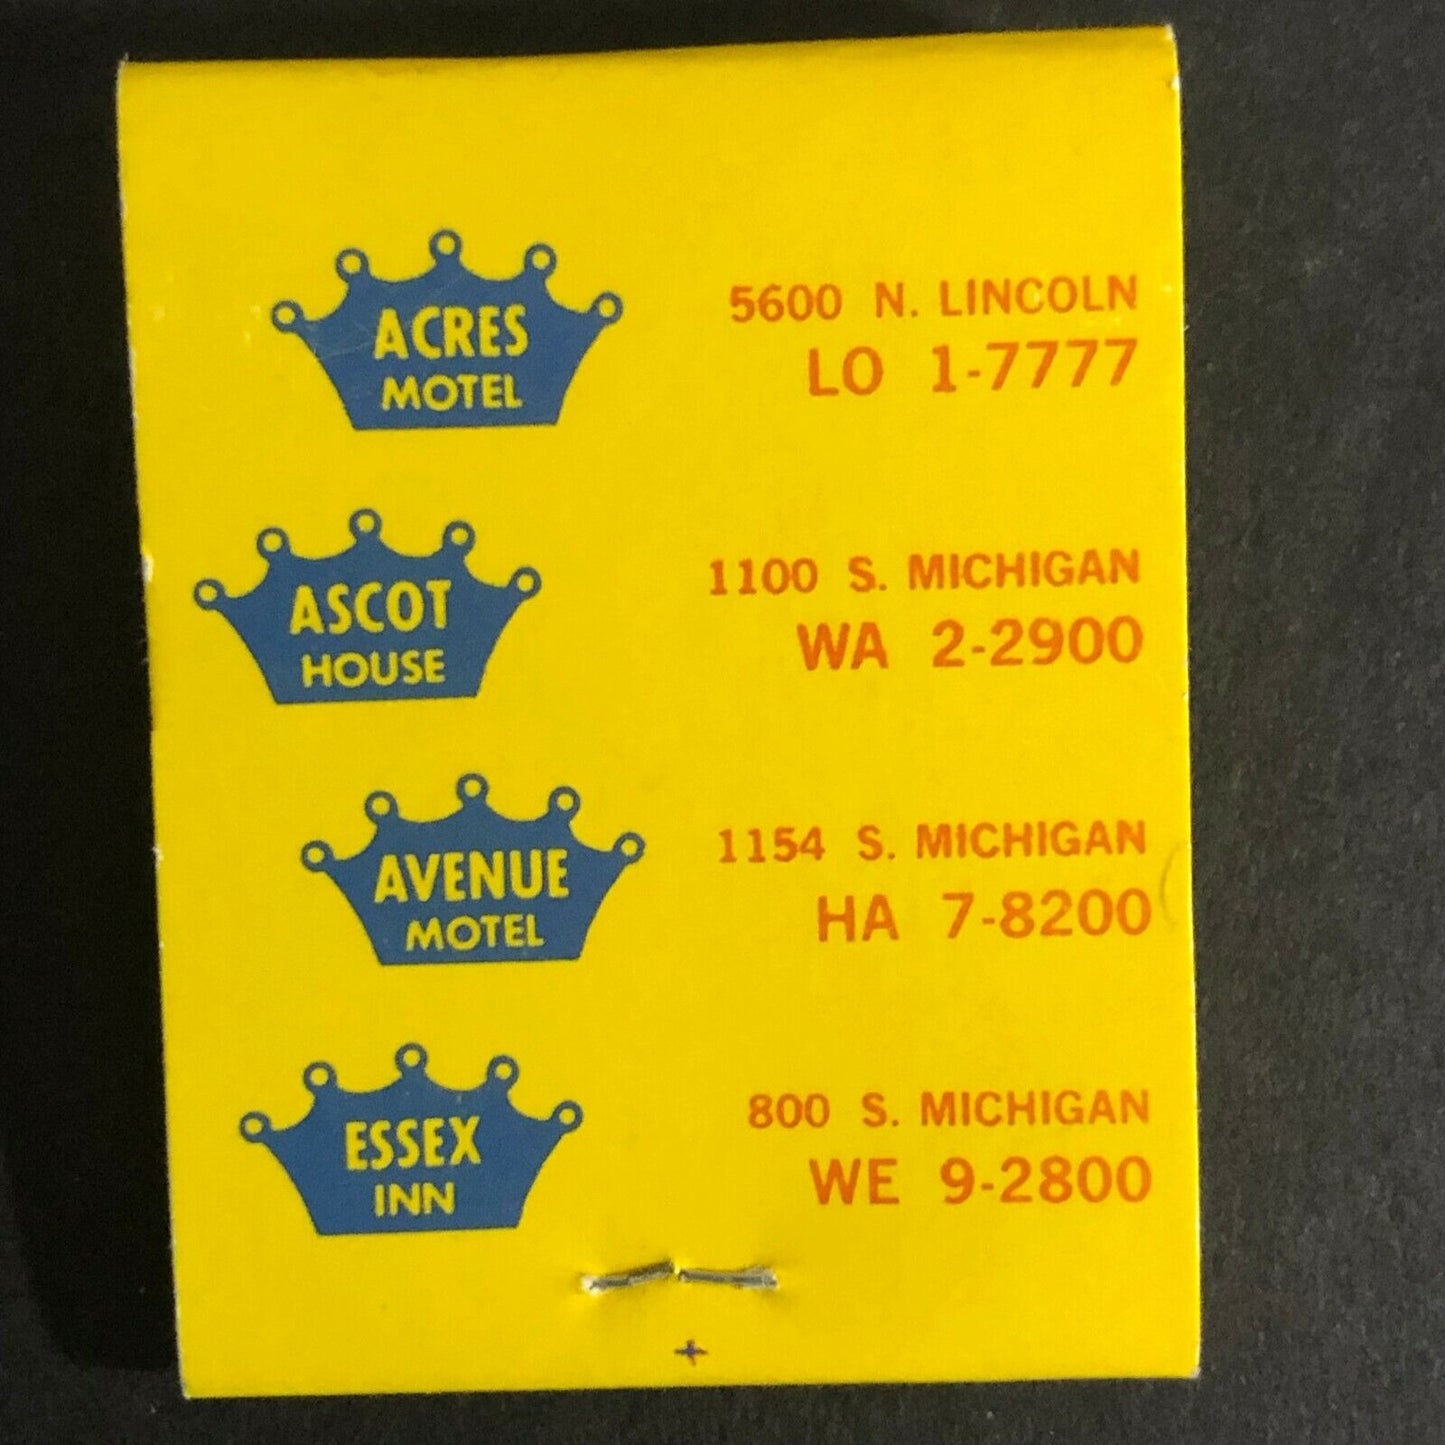 ACRES
MOTEL
5600 N. LINCOLN
LO 1-7777
ASCOT
HOUSE
1100 S. MICHIGAN
WA 2-2900
AVENUE
MOTEL
1154 S. MICHIGAN
HA 7-8200
ESSEX
INN
800 S. MICHIGAN
WE 9-2800